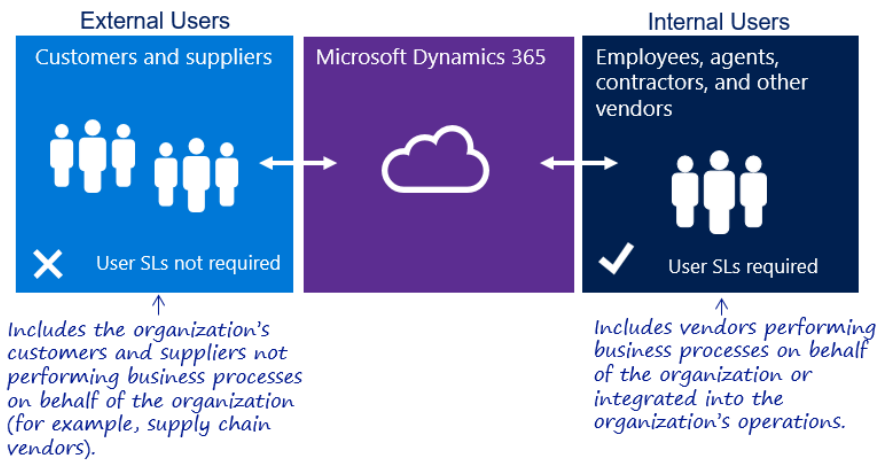 External Users
Customers and suppliers
User SLs not required
Includes the organization's
customers and suppliers not
performing business processes
on behalf of the organization
(for example, supply chain
vendors).
Microsoft Dynamics 365
Internal Users
Employees, agents,
contractors, and other
vendors
User SLs required
Includes vendors performing
business processes on behalf
of the organization or
integrated into the
organization's operations.